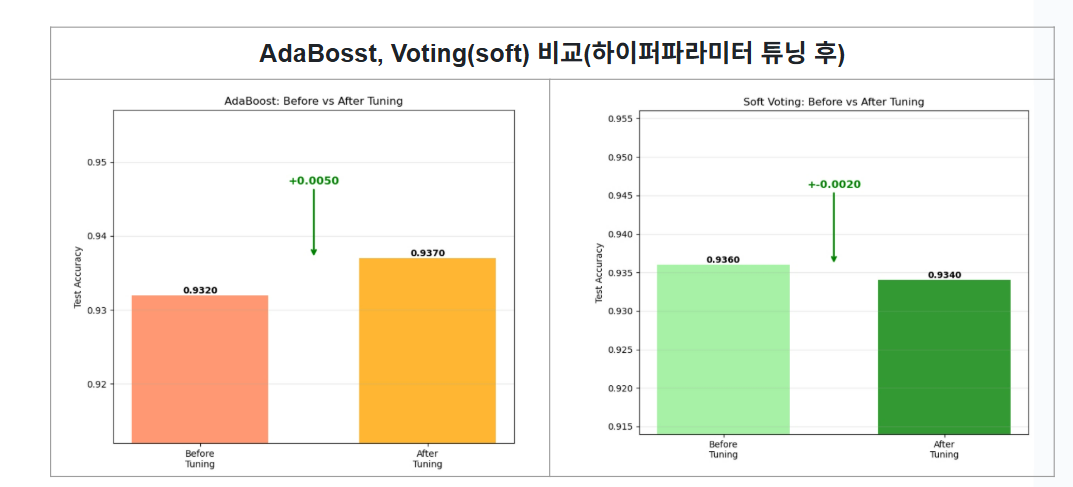 AdaBosst, Voting(soft) 비교(하이퍼파라미터 튜닝 후)
AdaBoost: Before vs After Tuning
0.95
0.94
0.93
0.92
Test Accuracy
+0.0050
0.9320
0.9370
Before
Tuning
After
Tuning
Soft Voting: Before vs After Tuning
0.955
0.950
0.945
0.940
0.935
0.930
0.925
0.920
0.915
Test Accuracy
+-0.0020
0.9360
0.9340
Before
Tuning
After
Tuning